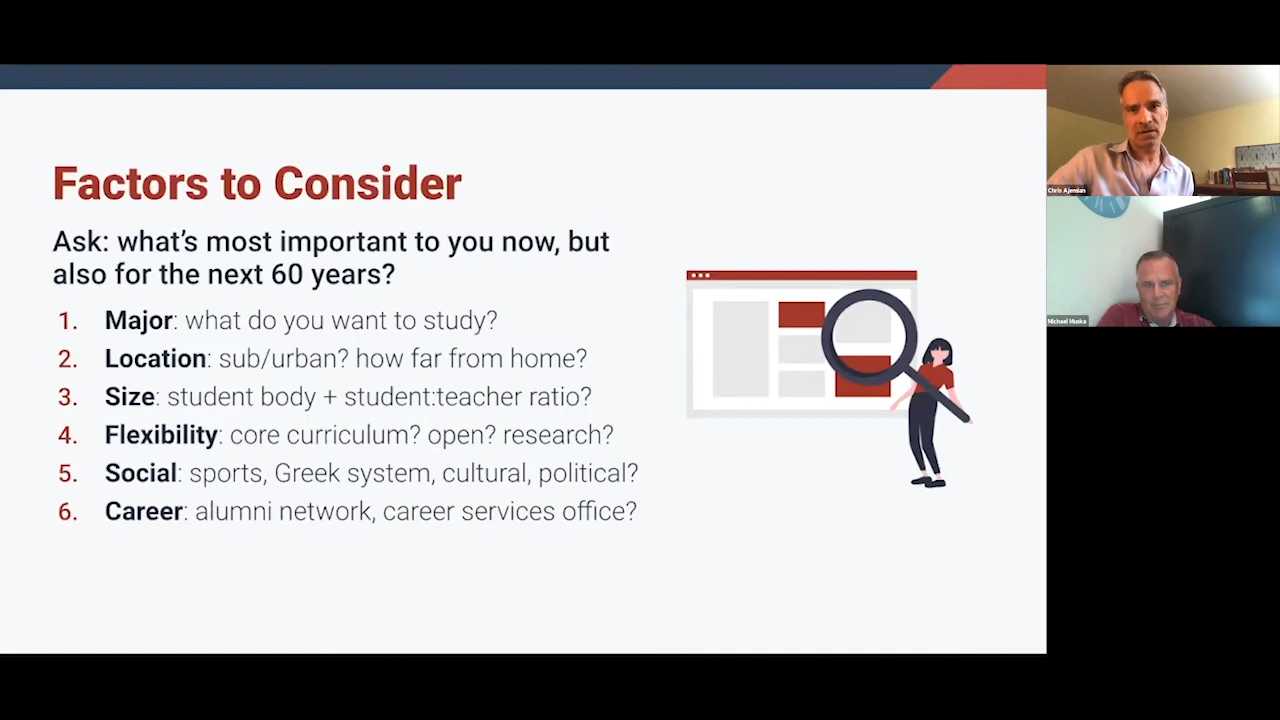 Factors to Consider
Ask: what's most important to you now, but
also for the next 60 years?
1. Major: what do you want to study?
2. Location: sub/urban? how far from home?
3. Size: student body + student:teacher ratio?
4. Flexibility: core curriculum? open? research?
5. Social: sports, Greek system, cultural, political?
6. Career: alumni network, career services office?
Chris Ajemian
Michael Muska